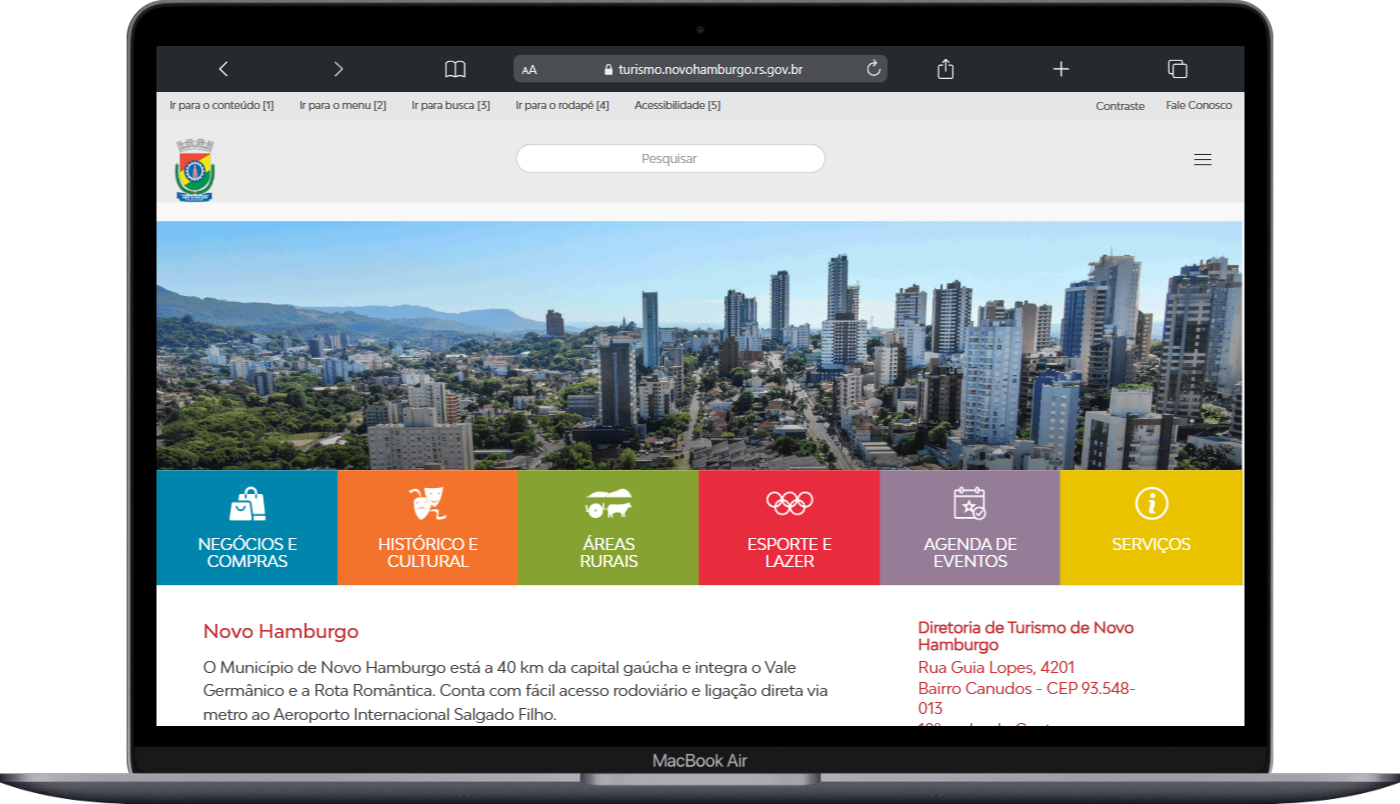 AA turismo.novohamburgo.rs.gov.br
Ir para o conteúdo [1] Ir para o menu [2] Ir para busca [3] Ir para o rodapé [4] Acessibilidade [5] Contraste Fale Conosco
Pesquisar
NEGÓCIOS E
COMPRAS
HISTÓRICO E
CULTURAL
ÁREAS
RURAIS
ESPORTE E
LAZER
AGENDA DE
EVENTOS
SERVIÇOS
Novo Hamburgo
O Município de Novo Hamburgo está a 40 km da capital gaúcha e integra o Vale
Germânico e a Rota Romântica. Conta com fácil acesso rodoviário e ligação direta via
metro ao Aeroporto Internacional Salgado Filho.
Diretoria de Turismo de Novo
Hamburgo
Rua Guia Lopes, 4201
Bairro Canudos - CEP 93.548-
013
MacBook Air